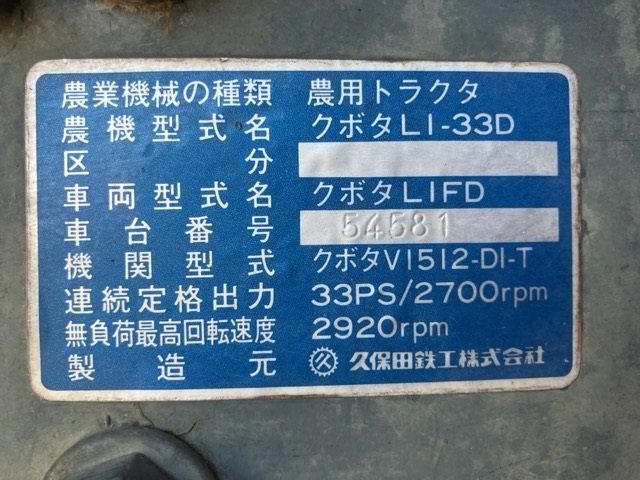 農業機械の種類 農用トラクタ
農機型式名 クボタL1-33D
区分
車両型式名 クボタL1FD
車台番号 54581
機関型式 クボタV1512-DI-T
連続定格出力 33PS/2700rpm
無負荷最高回転速度 2920rpm
製造元 久保田鉄工株式会社